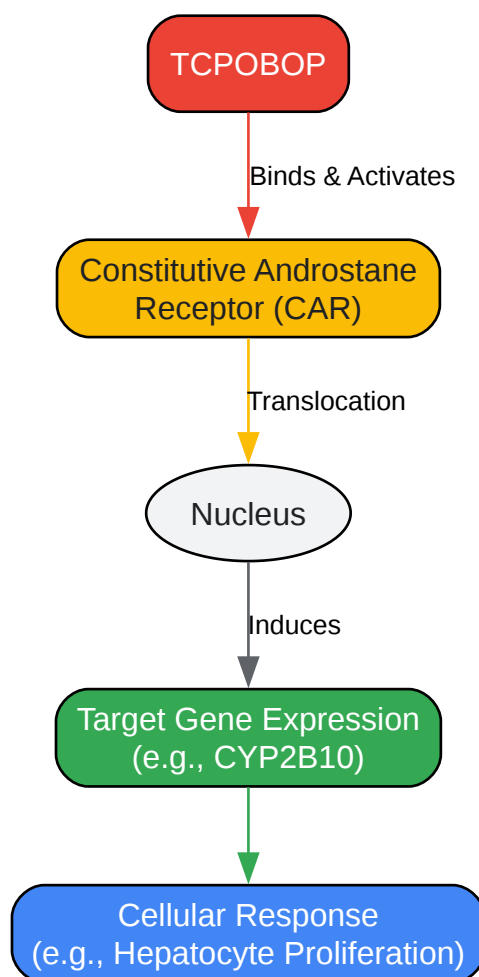 TCPOBOP
Binds & Activates
Constitutive Androstane
Receptor (CAR)
Translocation
Nucleus
Induces
Target Gene Expression
(e.g., CYP2B10)
Cellular Response
(e.g., Hepatocyte Proliferation)